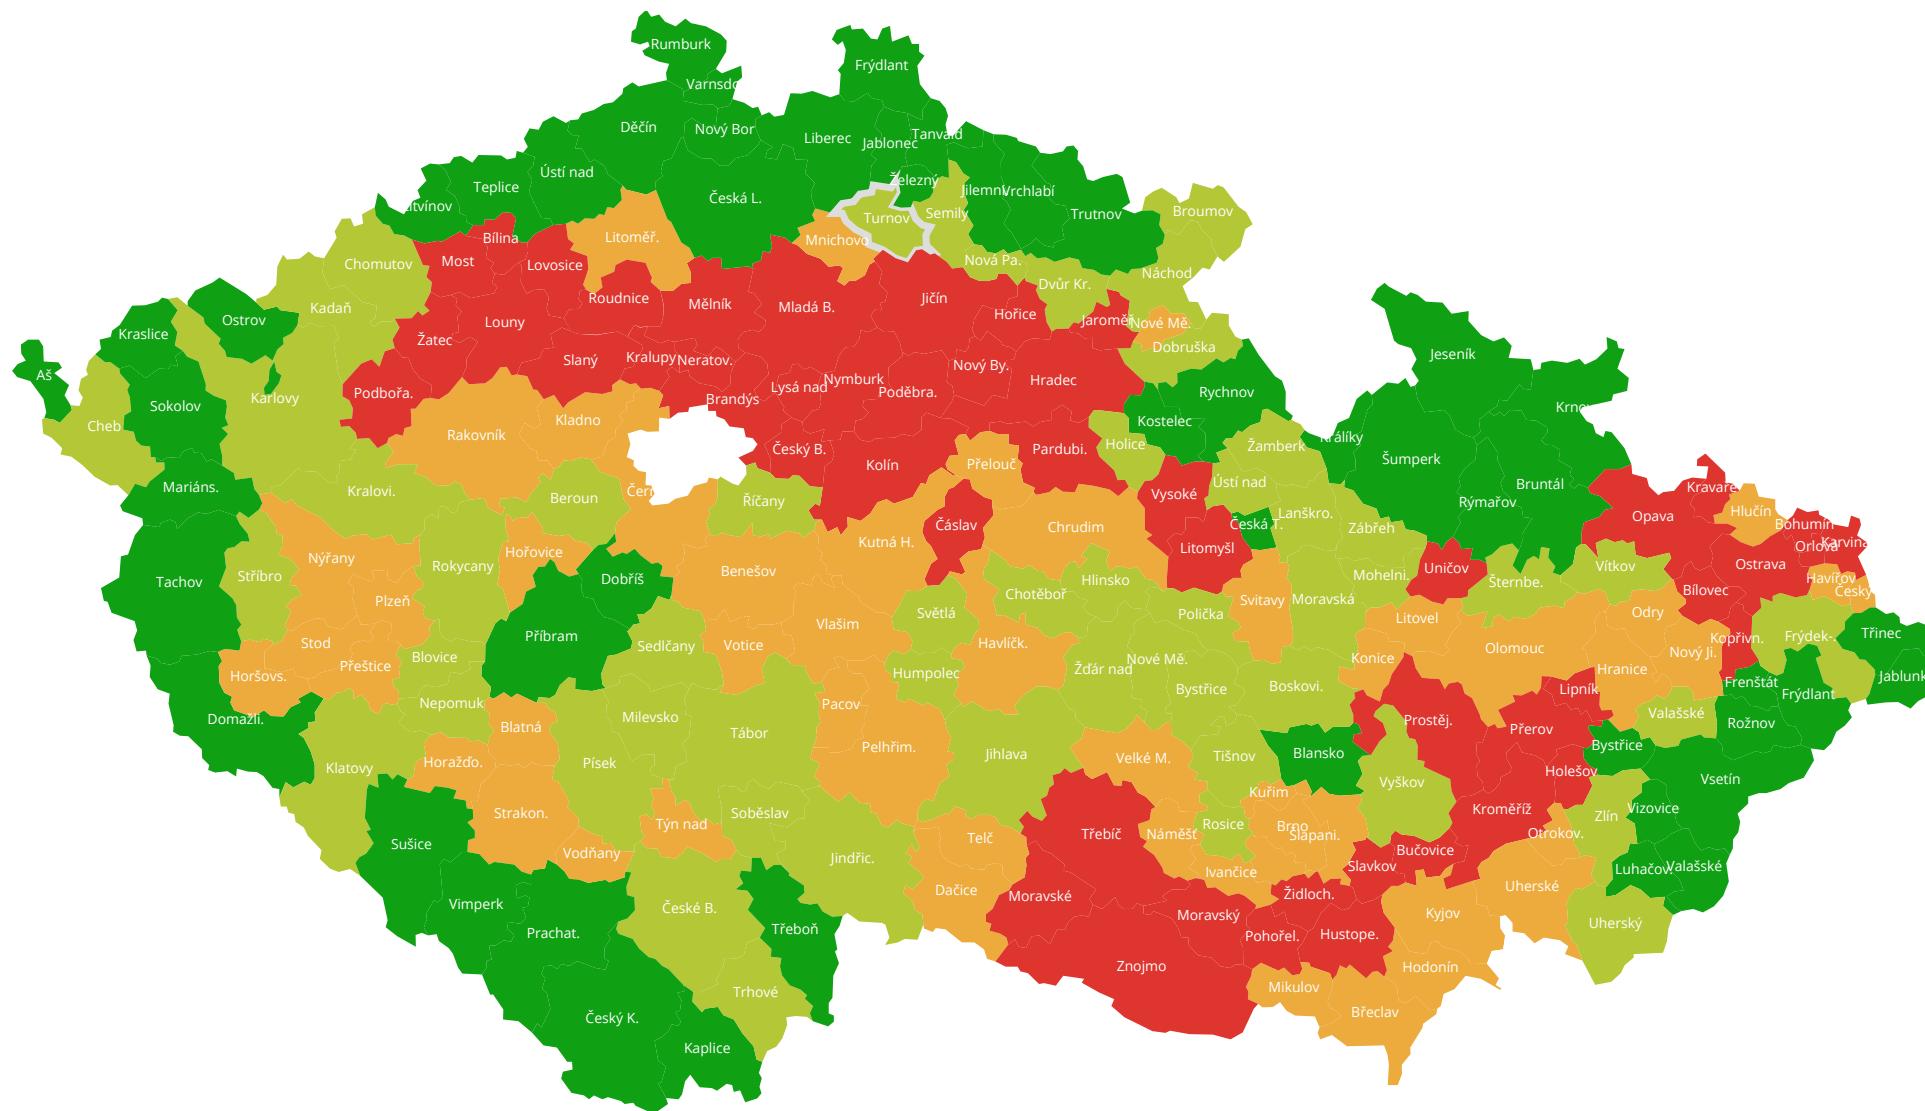 Rumburk
Frýdlant
Varnsdo
Děčín
Nový Bor
Liberec
Tanvald
Jablonec
Ústí nad
Teplice
Železný
Jilemni
Vrchlabí
Česká L.
itvínov
Turnov
Semily
Trutnov
Broumov
Bílina
Litoměř.
Mnichovo
Most
Lovosice
Chomutov
Nová Pa.
Náchod
Dvůr Kr.
Kadaň
Roudnice
Mělník
Mladá B.
Jičín
Hořice
Ostrov
Louny
Jaroměř
Nové Mě.
Kraslice
Žatec
Dobruška
Slaný
Kralupy
Neratov.
Jeseník
Aš
Nový By.
Podbořa.
Lysá nad
Nymburk
Poděbra.
Hradec
Rychnov
Karlovy
Brandýs
Sokolov
Krnov
Cheb
Rakovník
Kladno
Kostelec
Králíky
Český B.
Pardubi.
Holice
Žamberk
Šumperk
Kolín
Přelouč
Mariáns.
Kralovi.
Beroun
Čern
Říčany
Vysoké
Ústí nad
Bruntál
Kravaře
Rýmařov
Lanškro.
Hlučín
Opava
Čáslav
Chrudim
Česká T.
Zábřeh
Bohumín
Hořovice
Kutná H.
Litomyšl
Orlová
Karviná
Nýřany
Rokycany
Stříbro
Tachov
Dobříš
Benešov
Hlinsko
Mohelni.
Uničov
Šternbe.
Vítkov
Ostrava
Havířov
Český
Plzeň
Chotěboř
Svitavy
Moravská
Bílovec
Světlá
Polička
Litovel
Odry
Stod
Příbram
Vlašim
Havlíčk.
Kopřivn.
Frýdek-.
Třinec
Sedlčany
Votice
Blovice
Přeštice
Horšovs.
Humpolec
Žďár nad
Nové Mě.
Konice
Olomouc
Nový Ji.
Hranice
Jablunk
Bystřice
Boskovi.
Lipník
Frenštát
Frýdlant
Nepomuk
Pacov
Milevsko
Domažli.
Blatná
Tábor
Prostěj.
Přerov
Valašské
Rožnov
Pelhřim.
Jihlava
Velké M.
Tišnov
Blansko
Bystřice
Klatovy
Horažďo.
Písek
Holešov
Vsetín
Vyškov
Kuřim
Strakon.
Soběslav
Týn nad
Kroměříž
Vizovice
Zlín
Rosice
Brno
Šlapani.
Otrokov.
Náměšť
Třebíč
Telč
Sušice
Vodňany
Jindřic.
Bučovice
Slavkov
Ivančice
Luhačov
Valašské
Dačice
Moravské
Židloch.
Uherské
Vimperk
České B.
Moravský
Kyjov
Uherský
Prachat.
Třeboň
Pohořel.
Hustope.
Znojmo
Hodonín
Trhové
Mikulov
Břeclav
Český K.
Kaplice